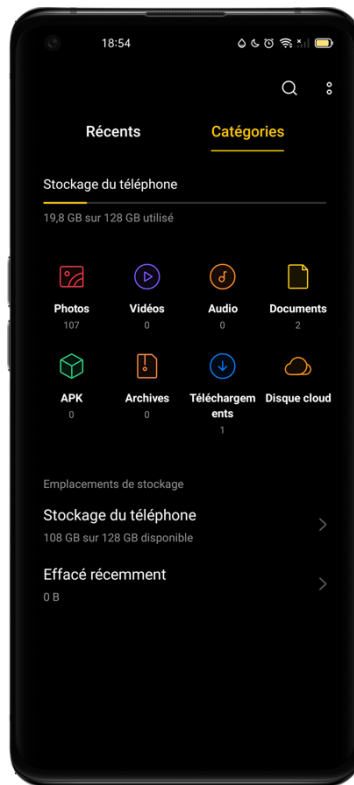 18:54
Récents
Catégories
Stockage du téléphone
19,8 GB sur 128 GB utilisé
Photos
107
Vidéos
0
Audio
0
Documents
2
APK
0
Archives
0
Téléchargem
ents
1
Disque cloud
Emplacements de stockage
Stockage du téléphone
108 GB sur 128 GB disponible
Effacé récemment
0 B